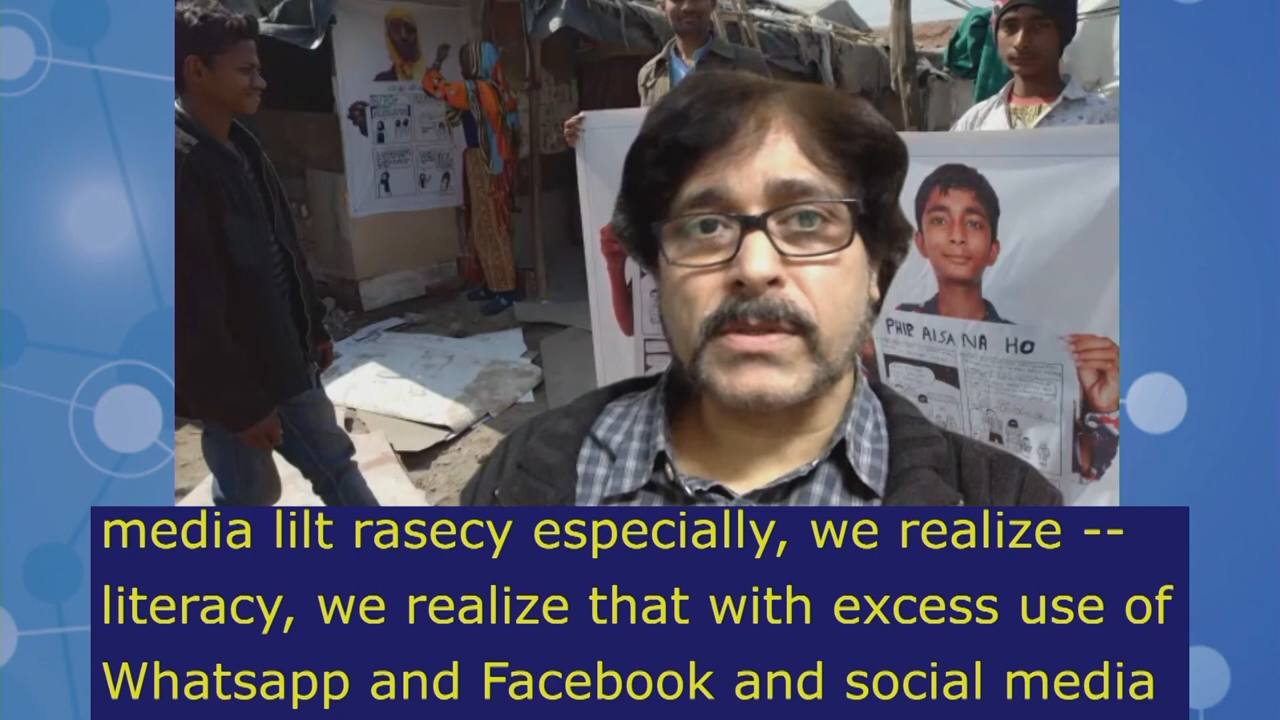 PHIR AISA NA HO
media lilt rasecy especially, we realize --
literacy, we realize that with excess use of
Whatsapp and Facebook and social media